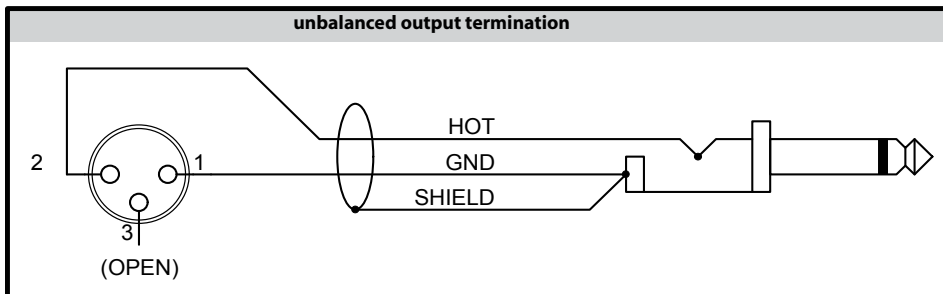 unbalanced output termination
HOT
2
1
GND
SHIELD
3
(OPEN)